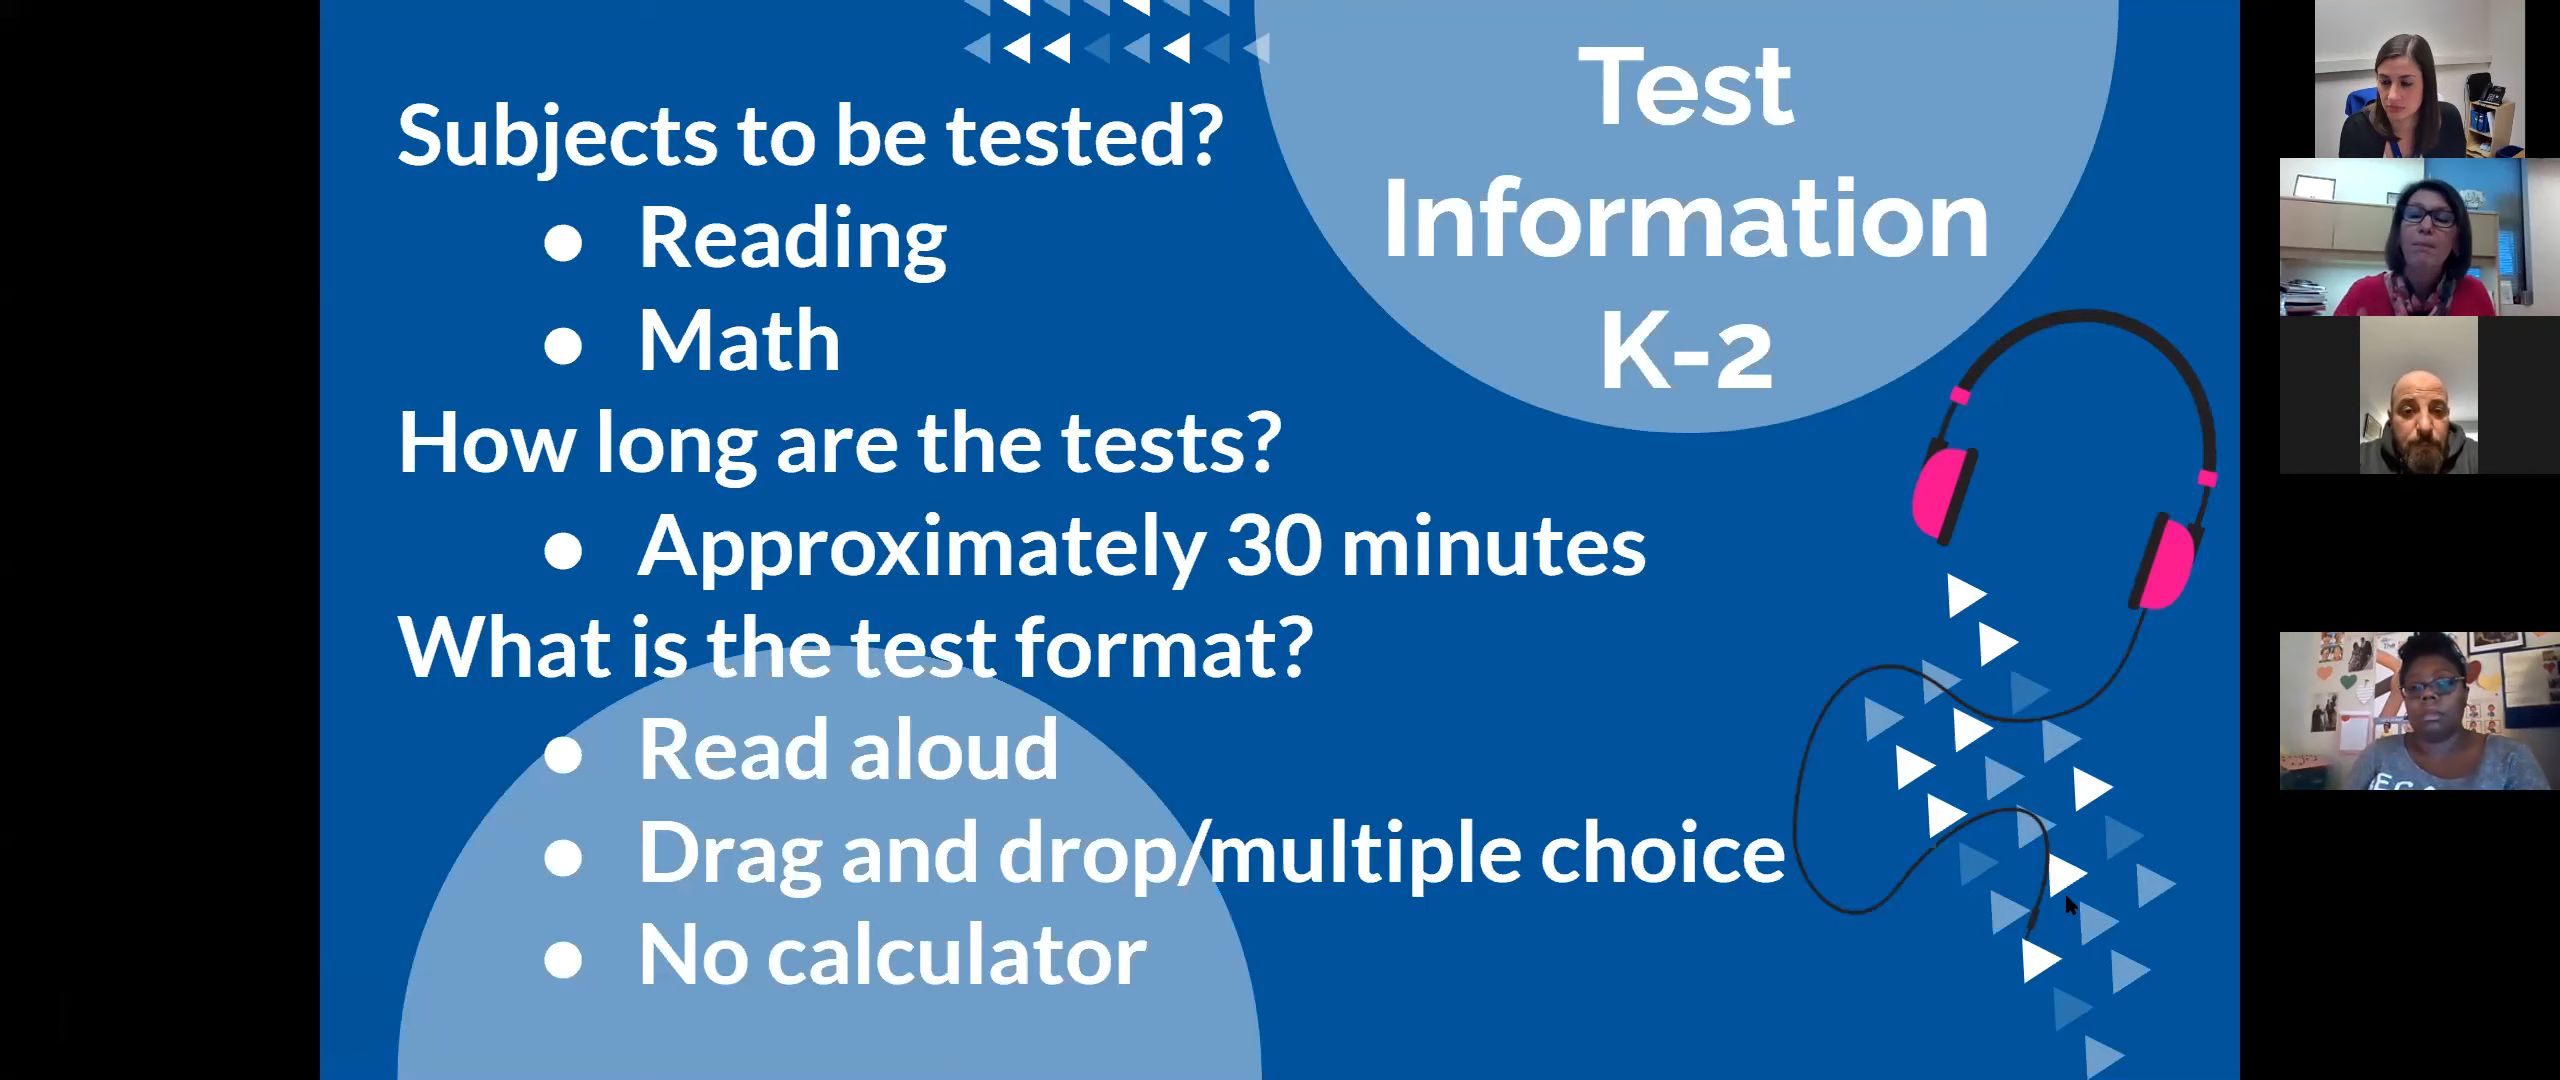 Test
Information
K-2
Subjects to be tested?
● Reading
● Math
How long are the tests?
● Approximately 30 minutes
What is the test format?
● Read aloud
● Drag and drop/multiple choice
● No calculator